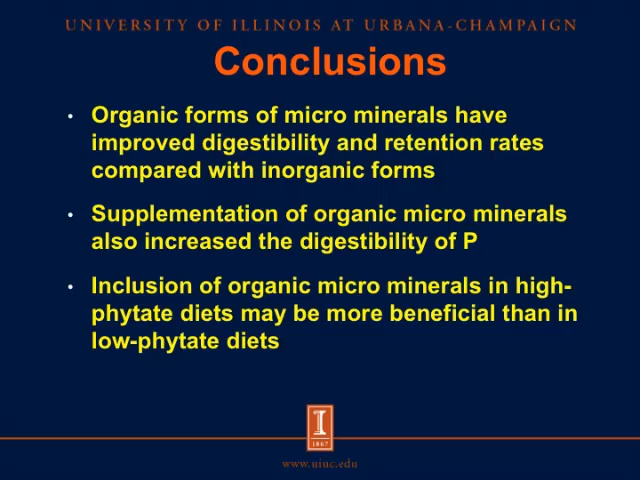 UNIVERSITY OF ILLINOIS AT URBANA-CHAMPAIGN
Conclusions
• Organic forms of micro minerals have
improved digestibility and retention rates
compared with inorganic forms
• Supplementation of organic micro minerals
also increased the digestibility of P
• Inclusion of organic micro minerals in high-
phytate diets may be more beneficial than in
low-phytate diets
I
1867
www.uiuc.edu